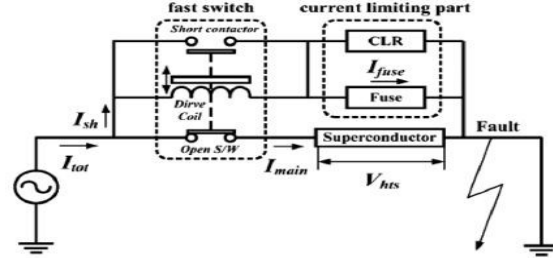 fast switch
current limiting part
Short contactor
CLR
I_fuse
Dirve
Coil
Fuse
I_sh
Open S/W
Superconductor
Fault
I_tot
I_main
V_hts